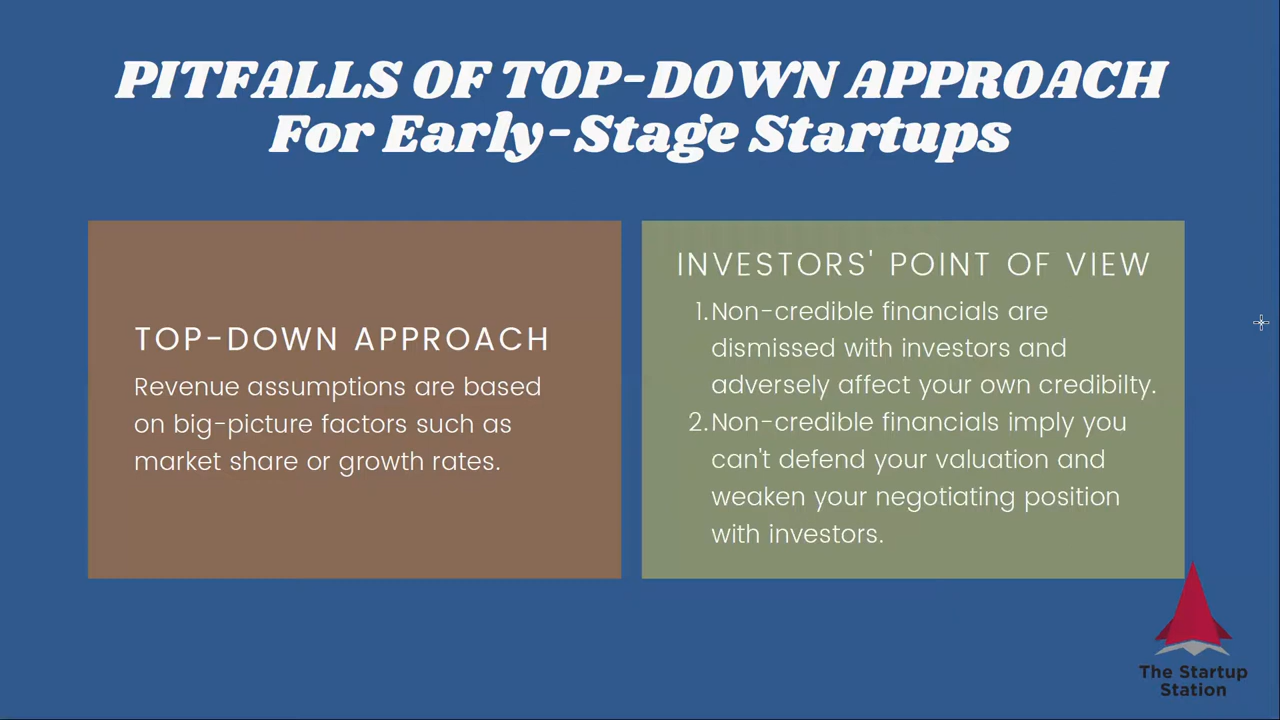 PITFALLS OF TOP-DOWN APPROACH
For Early-Stage Startups
TOP-DOWN APPROACH
Revenue assumptions are based
on big-picture factors such as
market share or growth rates.
INVESTORS' POINT OF VIEW
1. Non-credible financials are
dismissed with investors and
adversely affect your own credibilty.
2. Non-credible financials imply you
can't defend your valuation and
weaken your negotiating position
with investors.
The Startup
Station